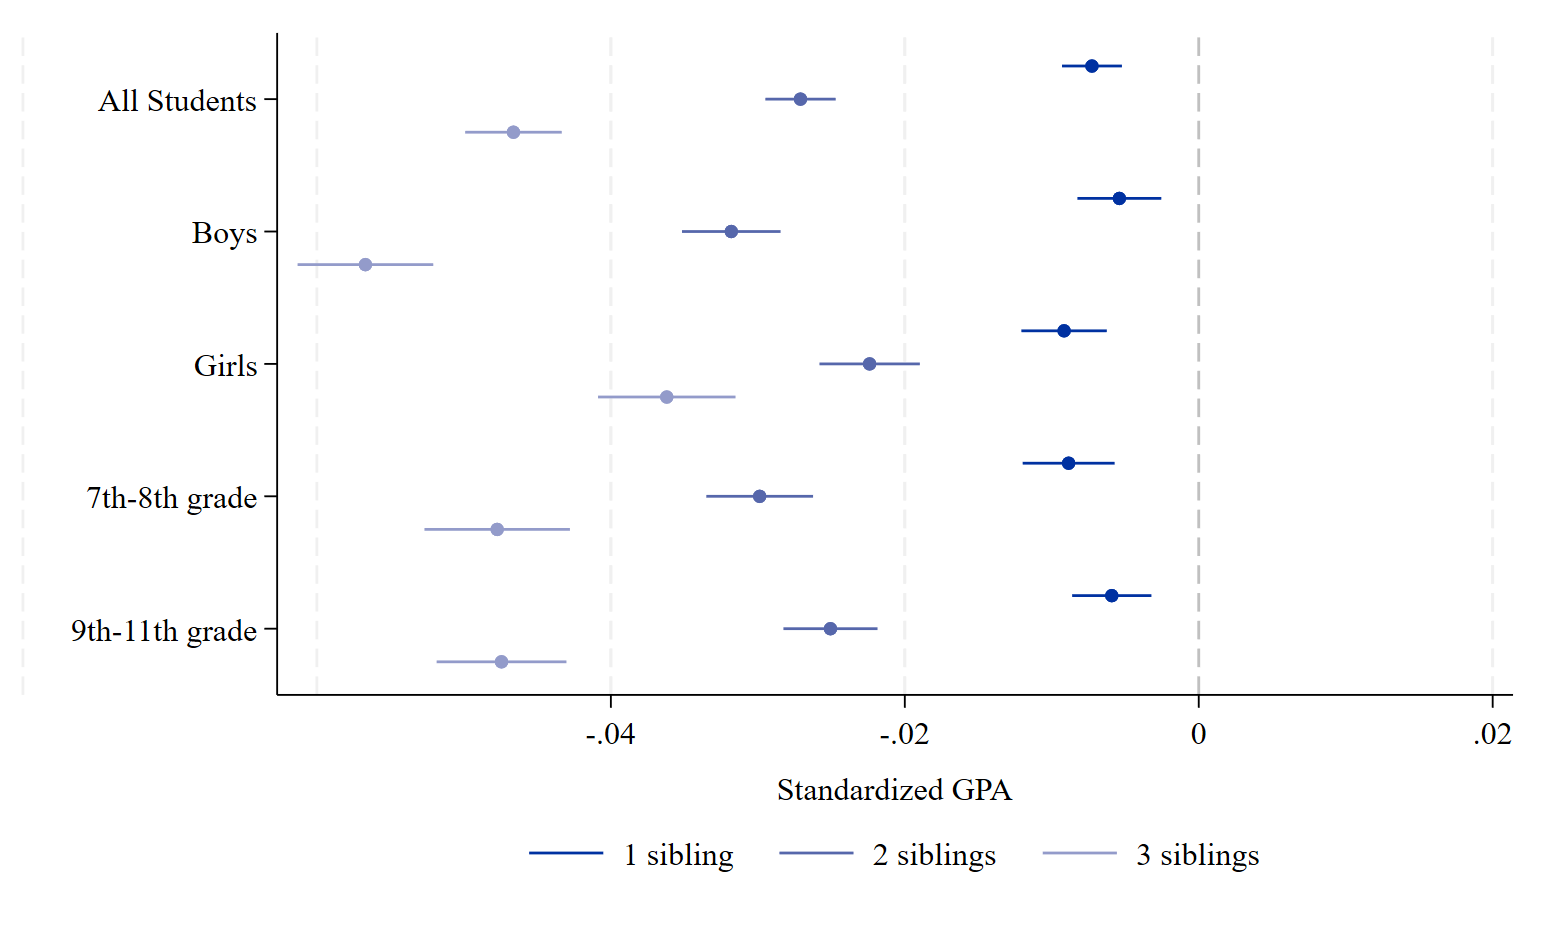 All Students
Boys
Girls
7th-8th grade
9th-11th grade
-.04 -.02 0 .02
Standardized GPA
1 sibling 2 siblings 3 siblings